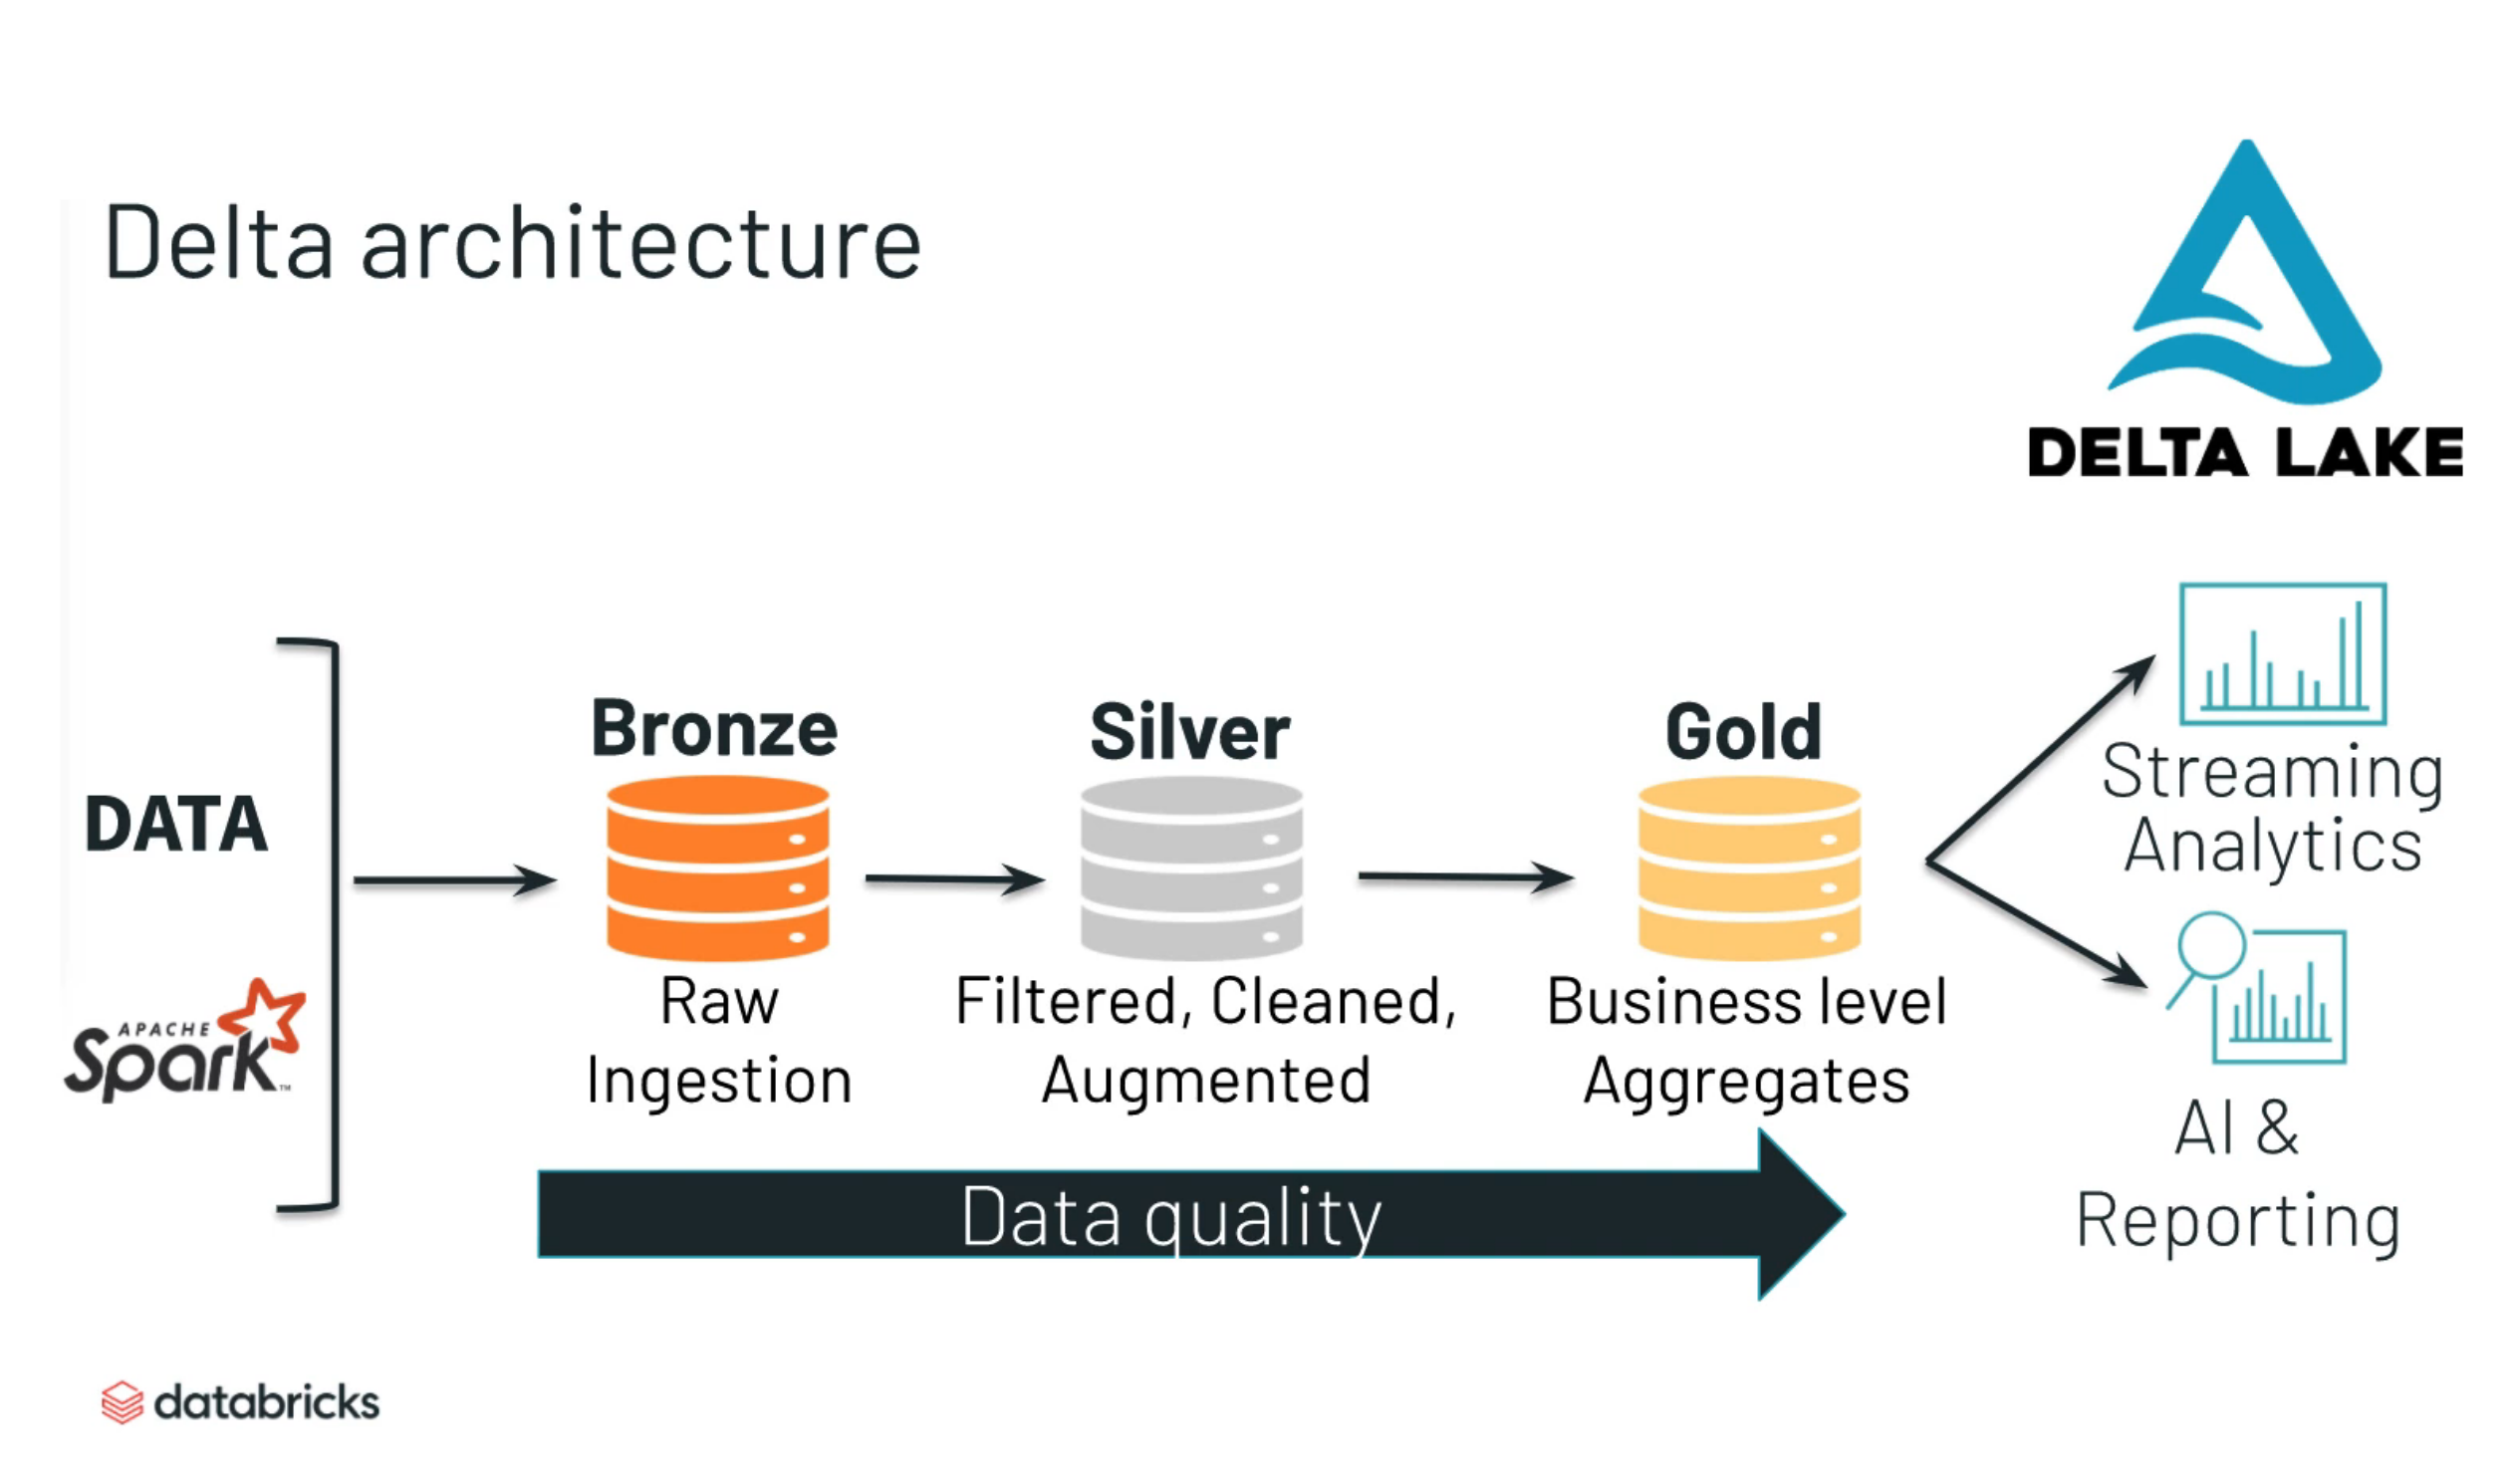 Delta architecture
DELTA LAKE
DATA
APACHE
Spark™
Bronze
Raw
Ingestion
Silver
Filtered, Cleaned,
Augmented
Gold
Business level
Aggregates
Streaming
Analytics
AI &
Reporting
Data quality
databricks